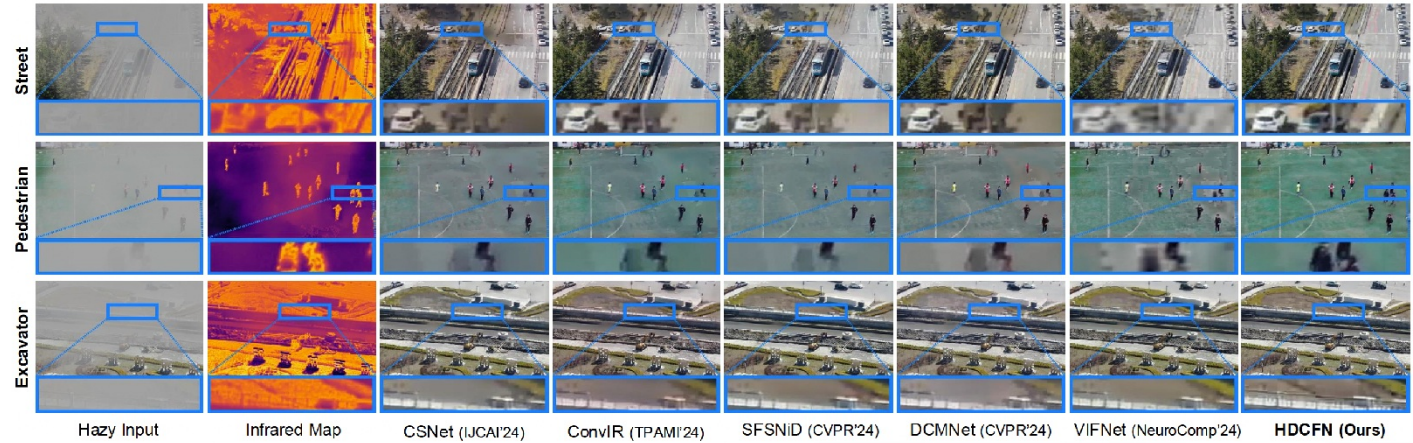 Street
Pedestrian
Excavator
Hazy Input
Infrared Map
CSNet (IJCAI'24)
ConvIR (TPAMI'24)
SFSNiD (CVPR'24)
DCMNet (CVPR'24)
VIFNet (NeuroComp'24)
HDCFN (Ours)